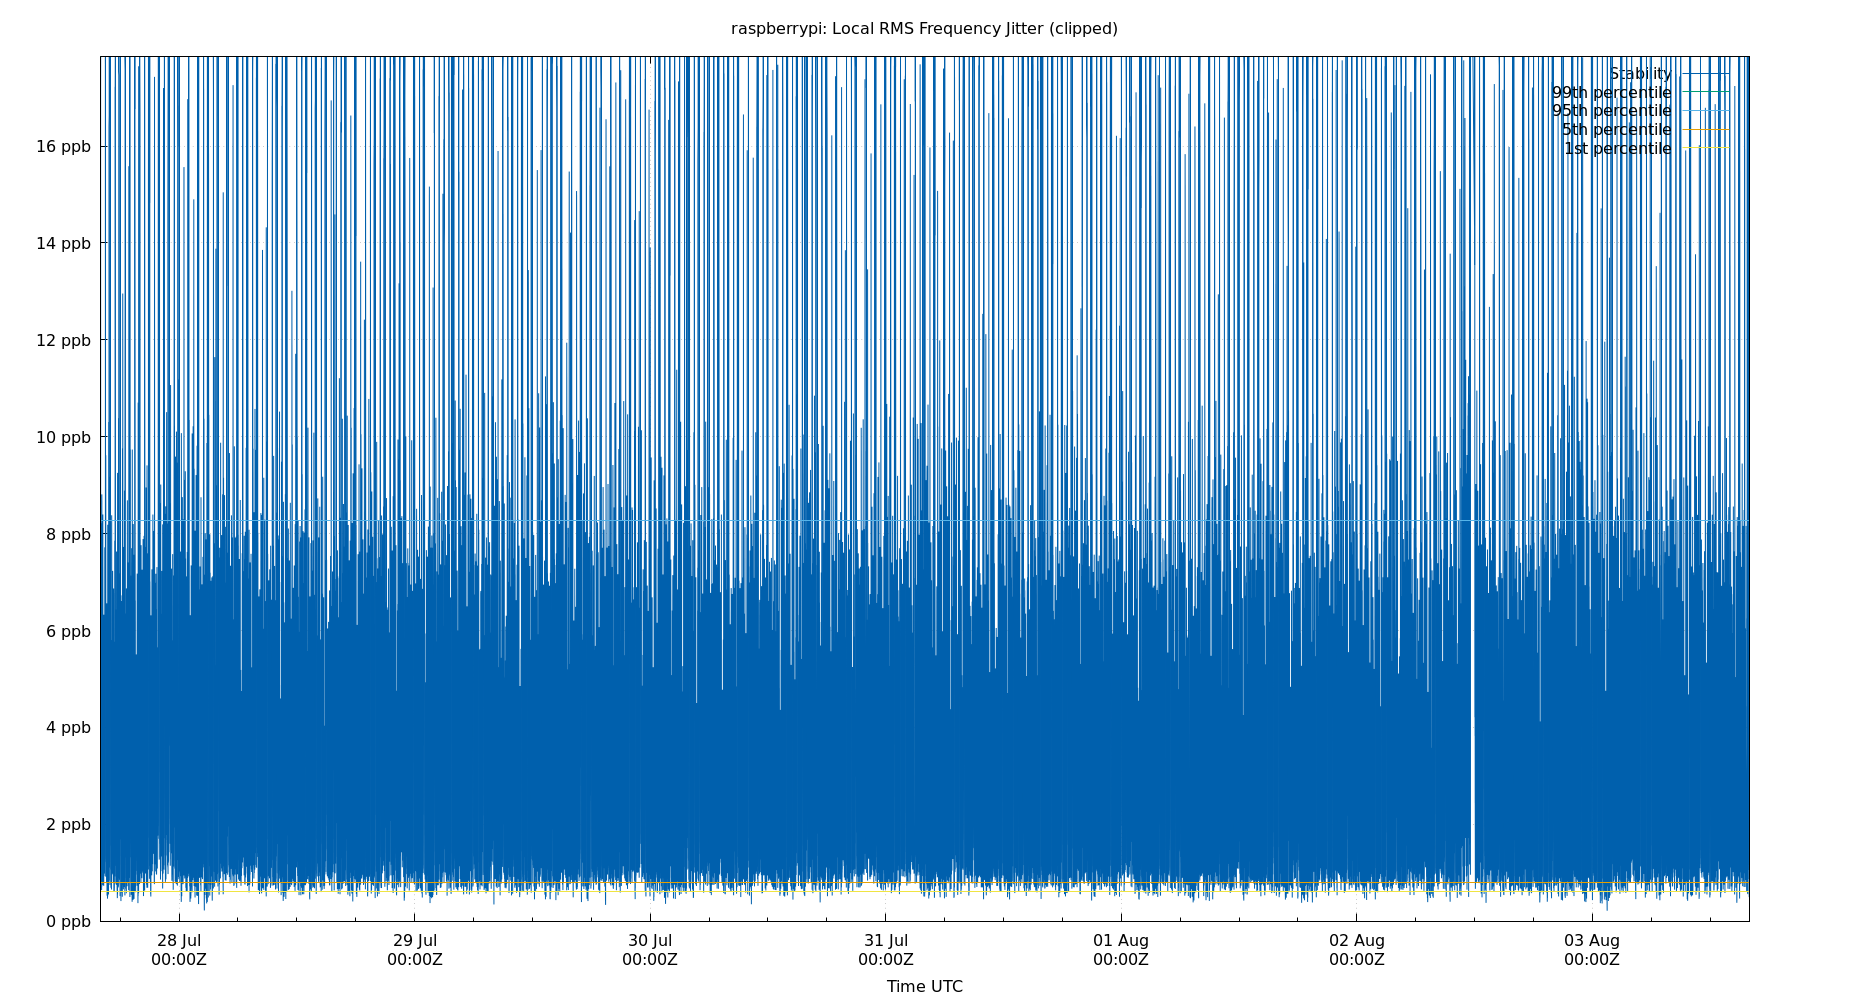 raspberrypi: Local RMS Frequency Jitter (clipped)
Stability
99th percentile
95th percentile
5th percentile
1st percentile
16 ppb
14 ppb
12 ppb
10 ppb
8 ppb
6 ppb
4 ppb
2 ppb
0 ppb
28 Jul 29 Jul 30 Jul 31 Jul 01 Aug 02 Aug 03 Aug
00:00Z 00:00Z 00:00Z 00:00Z 00:00Z 00:00Z 00:00Z
Time UTC